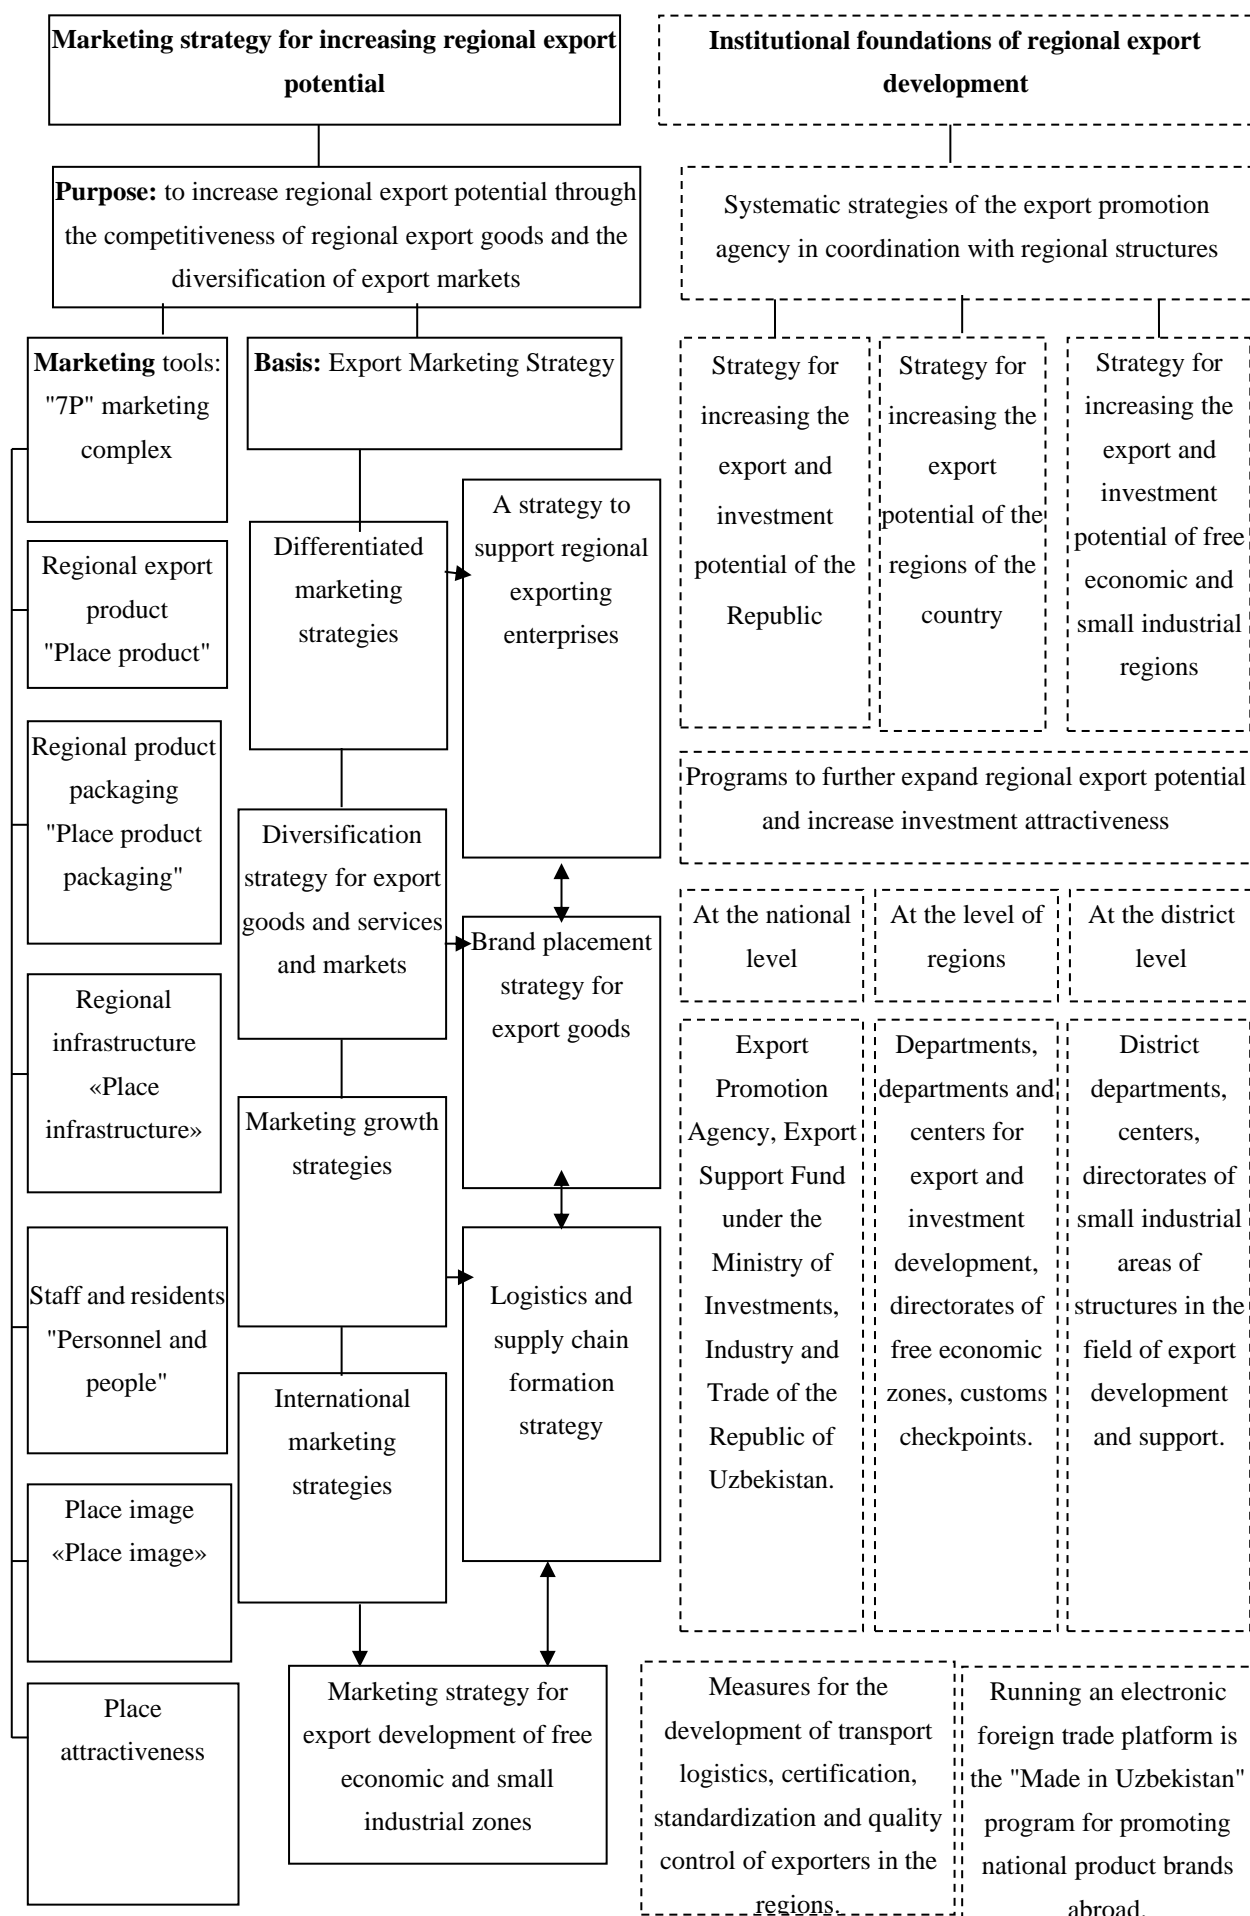 Marketing strategy for increasing regional export
potential
Institutional foundations of regional export
development
Purpose: to increase regional export potential through
the competitiveness of regional export goods and the
diversification of export markets
Systematic strategies of the export promotion
agency in coordination with regional structures
Marketing tools:
"7P" marketing
complex
Basis: Export Marketing Strategy
Strategy for
increasing the
export and
investment
potential of the
Republic
Strategy for
increasing the
export
potential of the
regions of the
country
Strategy for
increasing the
export and
investment
potential of free
economic and
small industrial
regions
Regional export
product
"Place product"
Differentiated
marketing
strategies
A strategy to
support regional
exporting
enterprises
Regional product
packaging
"Place product
packaging"
Programs to further expand regional export potential
and increase investment attractiveness
Diversification
strategy for export
goods and services
and markets
Brand placement
strategy for
export goods
At the national
level
At the level of
regions
At the district
level
Regional
infrastructure
«Place
infrastructure»
Marketing growth
strategies
Export
Promotion
Agency, Export
Support Fund
under the
Ministry of
Investments,
Industry and
Trade of the
Republic of
Uzbekistan.
Departments,
departments and
centers for
export and
investment
development,
directorates of
free economic
zones, customs
checkpoints.
District
departments,
centers,
directorates of
small industrial
areas of
structures in the
field of export
development
and support.
Staff and residents
"Personnel and
people"
Logistics and
supply chain
formation
strategy
International
marketing
strategies
Place image
«Place image»
Place
attractiveness
Marketing strategy for
export development of free
economic and small
industrial zones
Measures for the
development of transport
logistics, certification,
standardization and quality
control of exporters in the
regions.
Running an electronic
foreign trade platform is
the "Made in Uzbekistan"
program for promoting
national product brands
abroad.